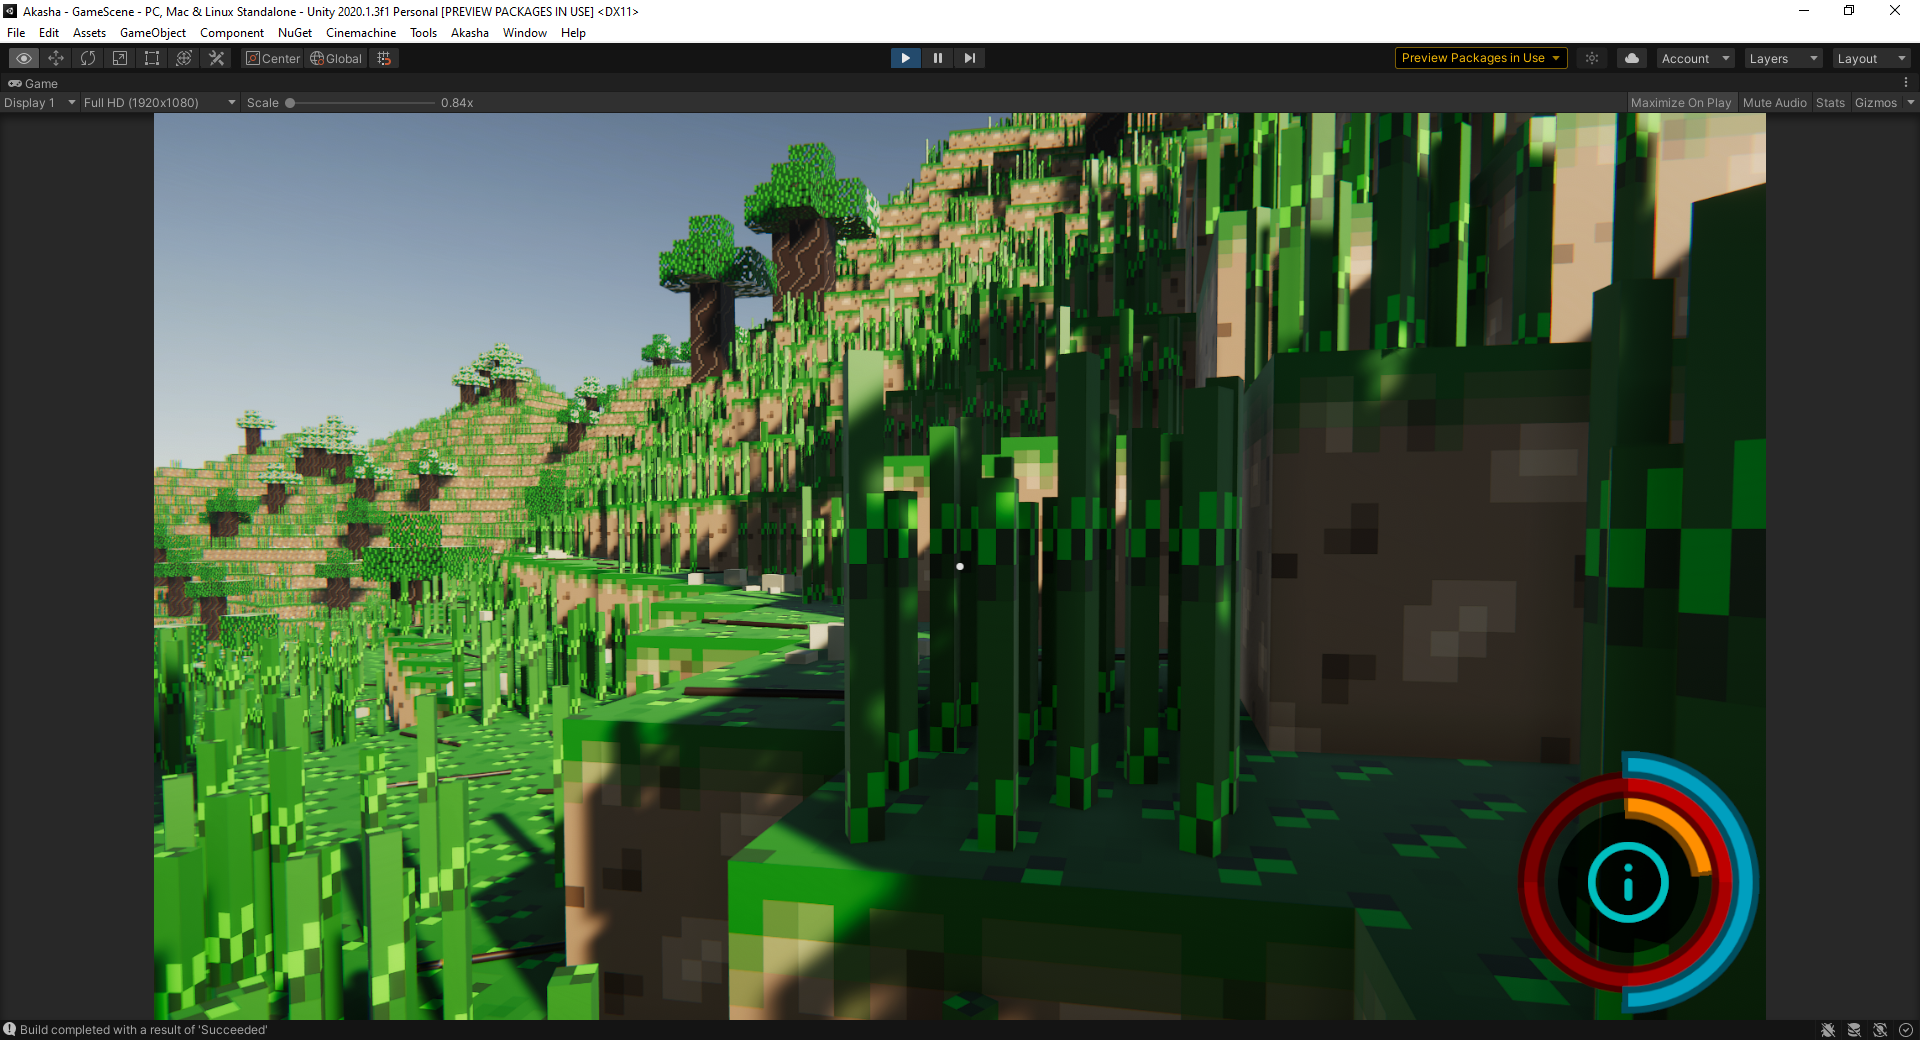 Akasha - GameScene - PC, Mac & Linux Standalone - Unity 2020.1.3f1 Personal [PREVIEW PACKAGES IN USE] <DX11>
File Edit Assets GameObject Component NuGet Cinemachine Tools Akasha Window Help
Center Global Preview Packages in Use Account Layers Layout
Game
Display 1 Full HD (1920x1080) Scale 0.84x Maximize On Play Mute Audio Stats Gizmos
Build completed with a result of 'Succeeded'